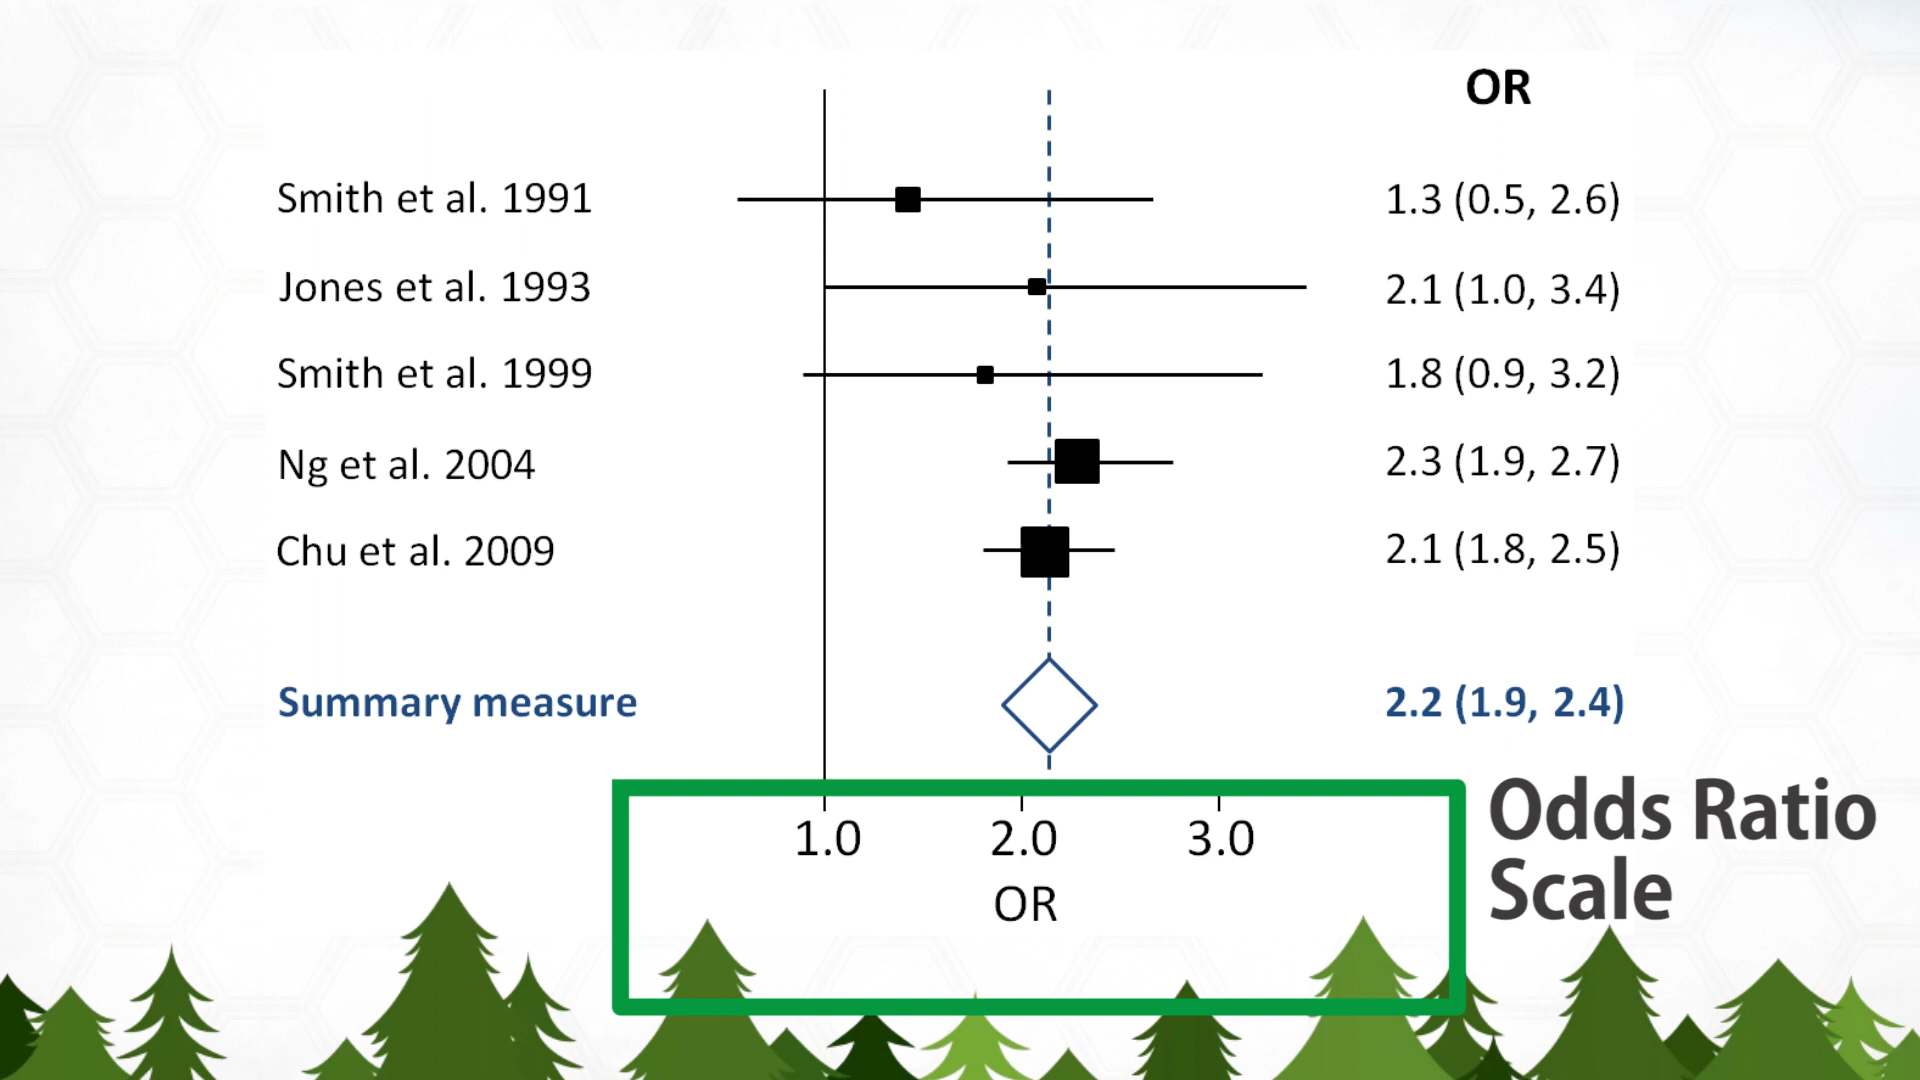 OR
Smith et al. 1991 1.3 (0.5, 2.6)
Jones et al. 1993 2.1 (1.0, 3.4)
Smith et al. 1999 1.8 (0.9, 3.2)
Ng et al. 2004 2.3 (1.9, 2.7)
Chu et al. 2009 2.1 (1.8, 2.5)
Summary measure 2.2 (1.9, 2.4)
1.0 2.0 3.0
OR
Odds Ratio
Scale